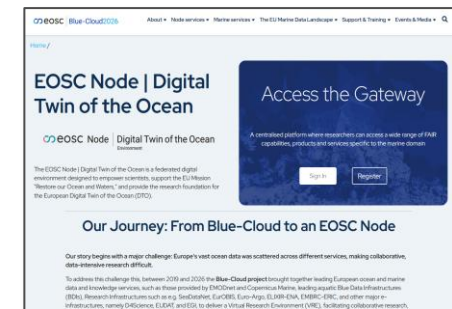 eosc | Blue-Cloud2026 About Node services Marine services The EU Marine Data Landscape Support & Training Events & Media
Home /
EOSC Node | Digital
Twin of the Ocean
eosc Node | Digital Twin of the Ocean
Environment
The EOSC Node | Digital Twin of the Ocean is a federated digital
environment designed to empower scientists, support the EU Mission
"Restore our Ocean and Waters," and provide the research foundation for
the European Digital Twin of the Ocean (DTO).
Access the Gateway
A centralised platform where researchers can access a wide range of FAIR
capabilities, products and services specific to the marine domain
Sign In Register
Our Journey: From Blue-Cloud to an EOSC Node
Our story begins with a major challenge: Europe's vast ocean data was scattered across different services, making collaborative,
data-intensive research difficult.
To address this challenge this, between 2019 and 2026 the Blue-Cloud project brought together leading European ocean and marine
data and knowledge services, such as those provided by EMODnet and Copernicus Marine, leading aquatic Blue Data Infrastructures
(BDIs), Research Infrastructures such as e.g. SeaDataNet, EurOBIS, Euro-Argo, ELIXIR-ENA, EMBRC-ERIC, and other major e-
infrastructures, namely D4Science, EUDAT, and EGI, to deliver a Virtual Research Environment (VRE), facilitating collaborative research,